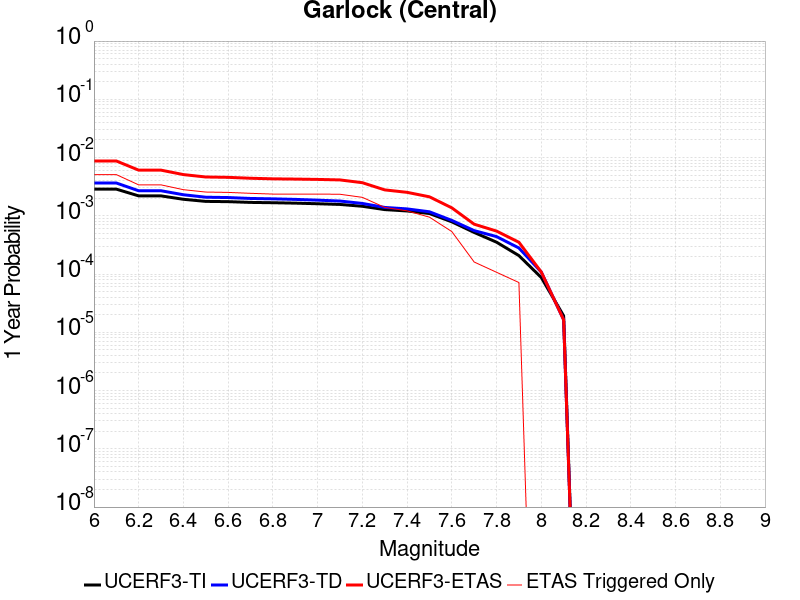 Garlock (Central)
10^0
10^-1
10^-2
10^-3
10^-4
10^-5
10^-6
10^-7
10^-8
1 Year Probability
6 6.2 6.4 6.6 6.8 7 7.2 7.4 7.6 7.8 8 8.2 8.4 8.6 8.8 9
Magnitude
UCERF3-TI UCERF3-TD UCERF3-ETAS ETAS Triggered Only